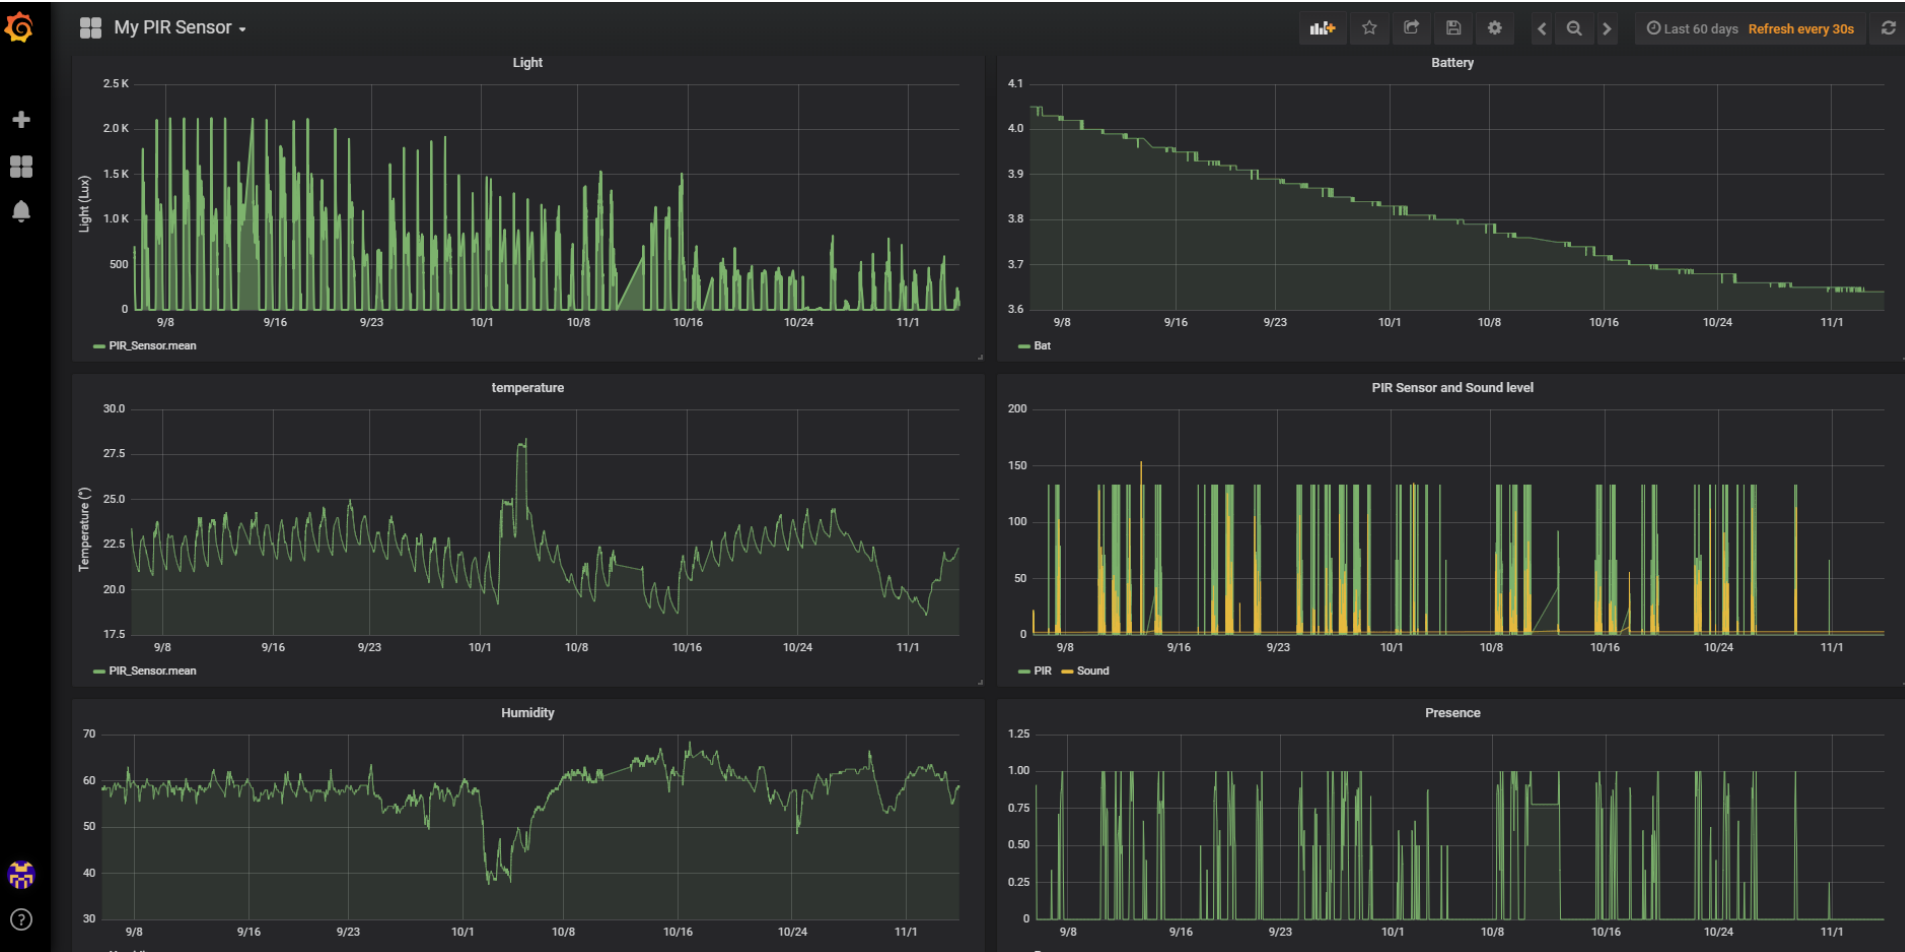 My PIR Sensor
Last 60 days Refresh every 30s
Light
2.5 K
2.0 K
1.5 K
1.0 K
500
0
Light (Lux)
9/8 9/16 9/23 10/1 10/8 10/16 10/24 11/1
PIR_Sensor.mean
Battery
4.1
4.0
3.9
3.8
3.7
3.6
9/8 9/16 9/23 10/1 10/8 10/16 10/24 11/1
Bat
temperature
30.0
27.5
25.0
22.5
20.0
17.5
Temperature (°)
9/8 9/16 9/23 10/1 10/8 10/16 10/24 11/1
PIR_Sensor.mean
PIR Sensor and Sound level
200
150
100
50
0
9/8 9/16 9/23 10/1 10/8 10/16 10/24 11/1
PIR Sound
Humidity
70
60
50
40
30
9/8 9/16 9/23 10/1 10/8 10/16 10/24 11/1
Presence
1.25
1.00
0.75
0.50
0.25
0
9/8 9/16 9/23 10/1 10/8 10/16 10/24 11/1